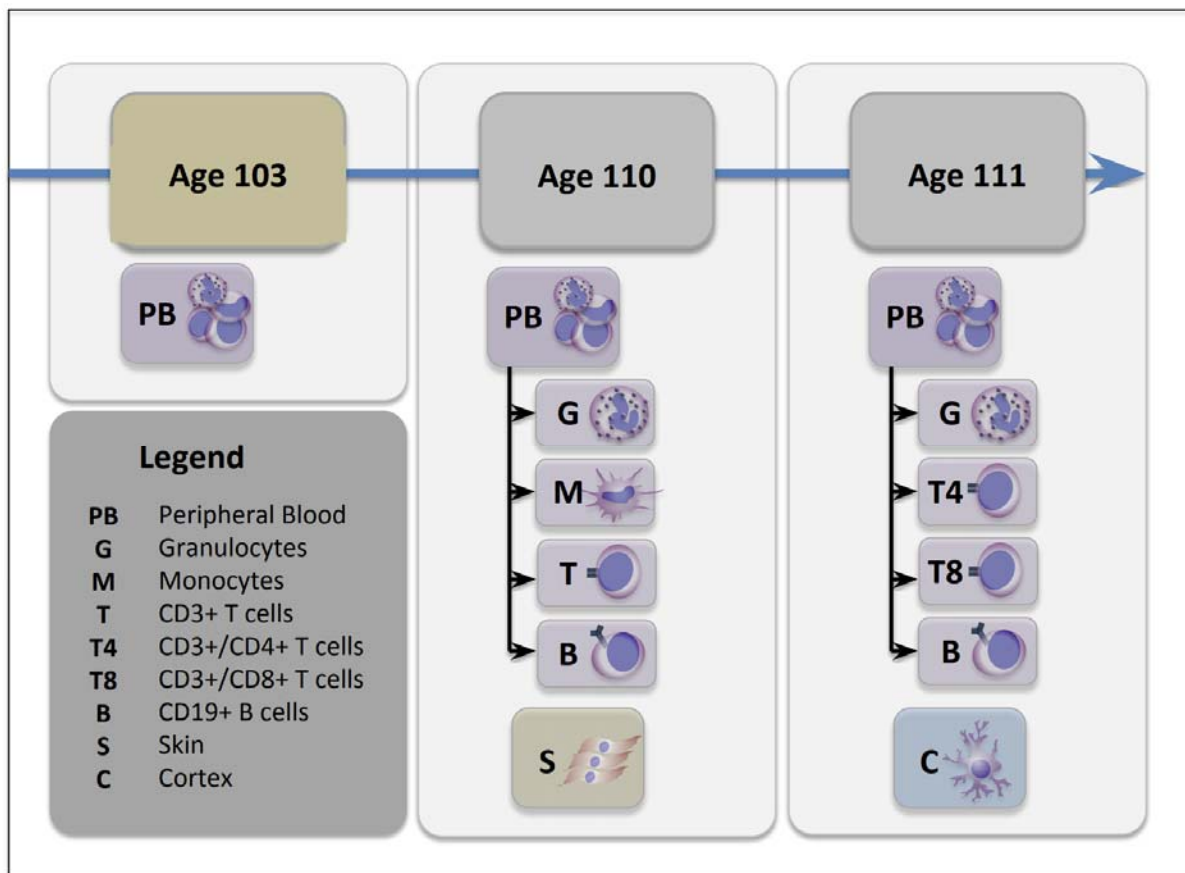 Age 103
Age 110
Age 111
PB
PB
PB
G
M
T
B
S
G
T4
T8
B
C
Legend
PB Peripheral Blood
G Granulocytes
M Monocytes
T CD3+ T cells
T4 CD3+/CD4+ T cells
T8 CD3+/CD8+ T cells
B CD19+ B cells
S Skin
C Cortex